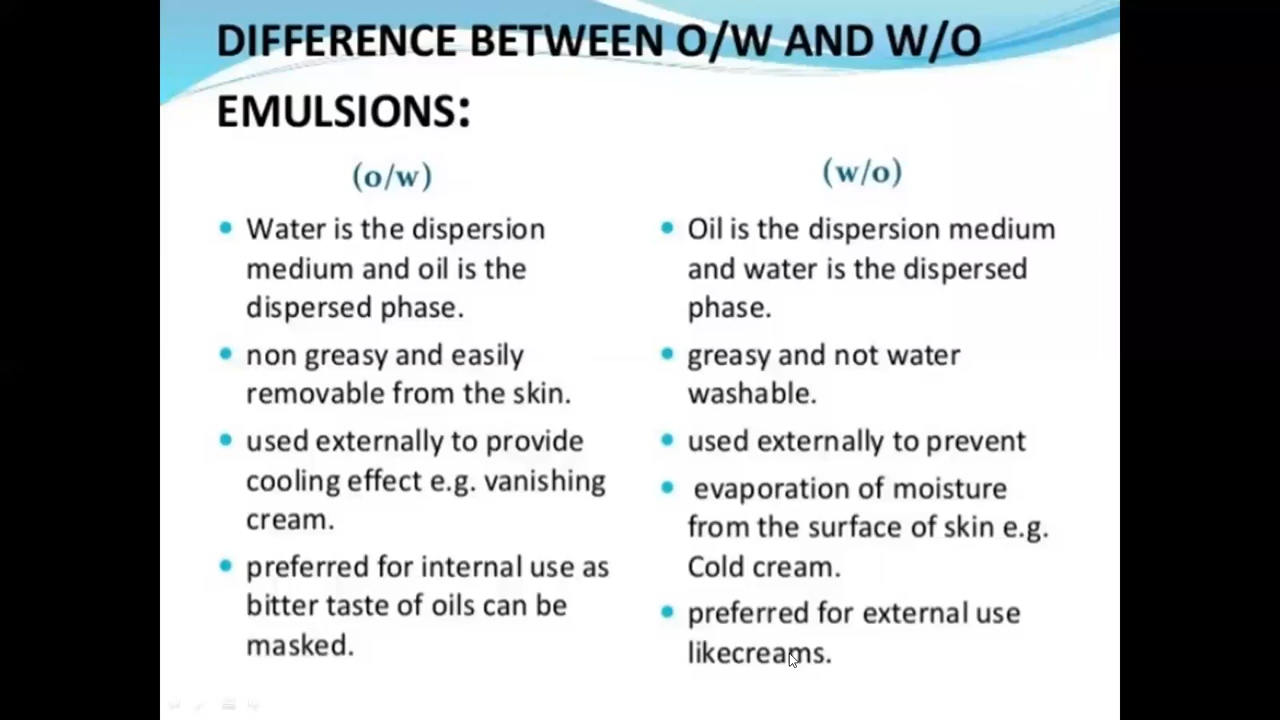 DIFFERENCE BETWEEN O/W AND W/O
EMULSIONS:
(o/w)
• Water is the dispersion
medium and oil is the
dispersed phase.
• non greasy and easily
removable from the skin.
• used externally to provide
cooling effect e.g. vanishing
cream.
• preferred for internal use as
bitter taste of oils can be
masked.
(w/o)
• Oil is the dispersion medium
and water is the dispersed
phase.
• greasy and not water
washable.
• used externally to prevent
• evaporation of moisture
from the surface of skin e.g.
Cold cream.
• preferred for external use
likecreams.